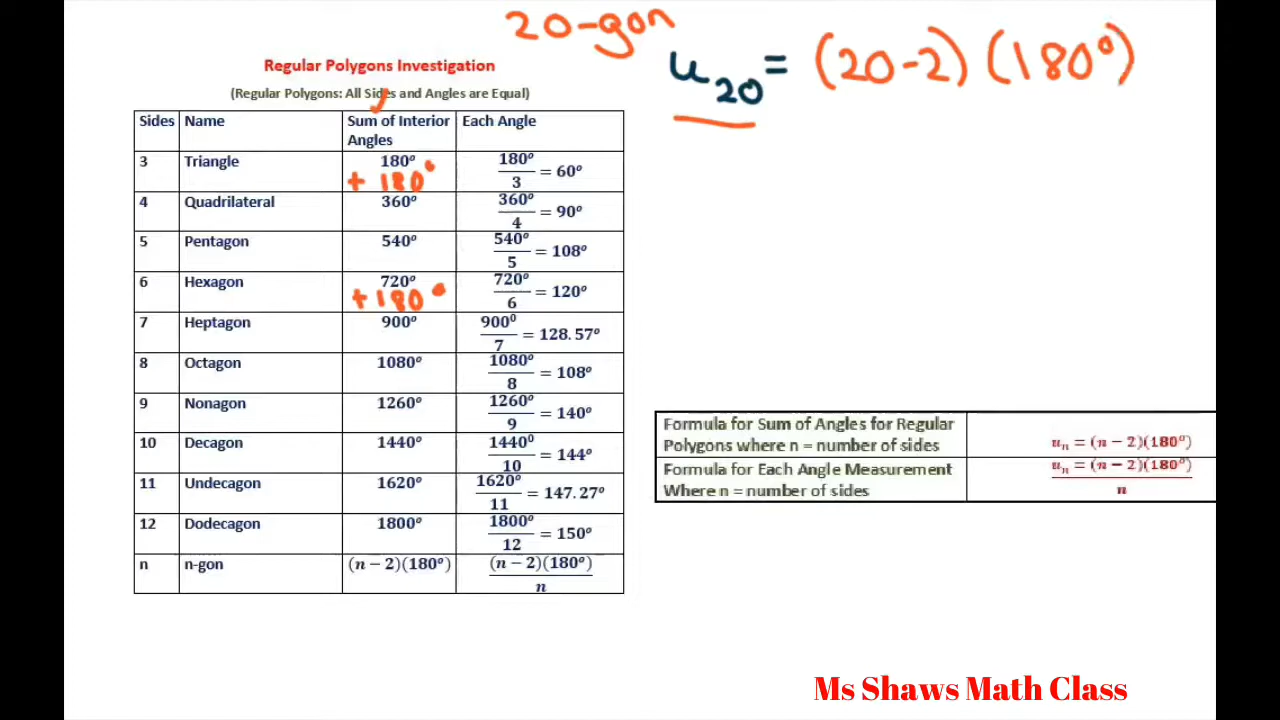 20-gon
u₂₀ = (20-2) (180°)
Regular Polygons Investigation
(Regular Polygons: All Sides and Angles are Equal)
Sides Name Sum of Interior Angles Each Angle
3 Triangle 180° + 180° 180°/3 = 60°
4 Quadrilateral 360° 360°/4 = 90°
5 Pentagon 540° 540°/5 = 108°
6 Hexagon 720° +180° 720°/6 = 120°
7 Heptagon 900° 900⁰/7 = 128.57°
8 Octagon 1080° 1080°/8 = 108°
9 Nonagon 1260° 1260°/9 = 140°
10 Decagon 1440° 1440⁰/10 = 144°
11 Undecagon 1620° 1620°/11 = 147.27°
12 Dodecagon 1800° 1800°/12 = 150°
n n-gon (n − 2)(180°) (n − 2)(180°)/n
Formula for Sum of Angles for Regular
Polygons where n = number of sides uₙ = (n − 2)(180°)
Formula for Each Angle Measurement
Where n = number of sides uₙ = (n − 2)(180°)/n
Ms Shaws Math Class